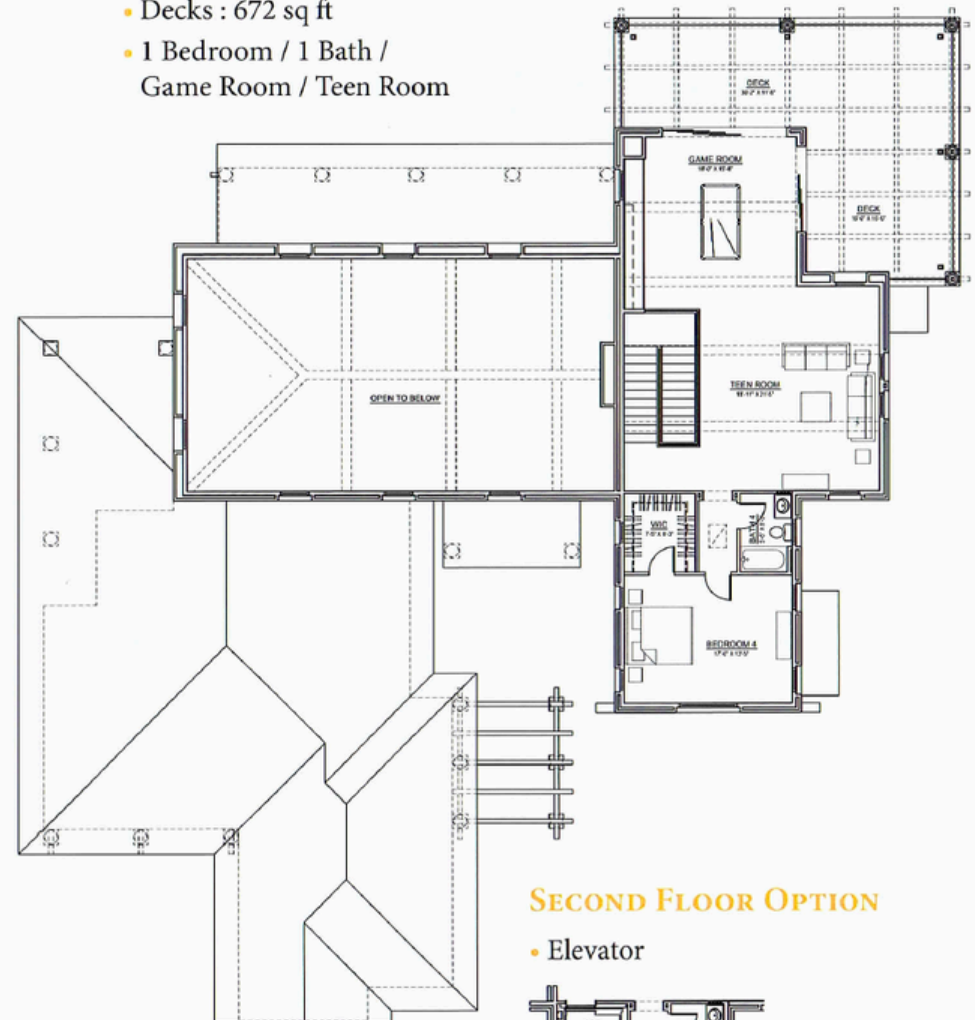 • Decks : 672 sq ft
• 1 Bedroom / 1 Bath /
Game Room / Teen Room
DECK
GAME ROOM
DECK
TEEN ROOM
OPEN TO BELOW
WIC
BATH 4
BEDROOM 4
SECOND FLOOR OPTION
• Elevator